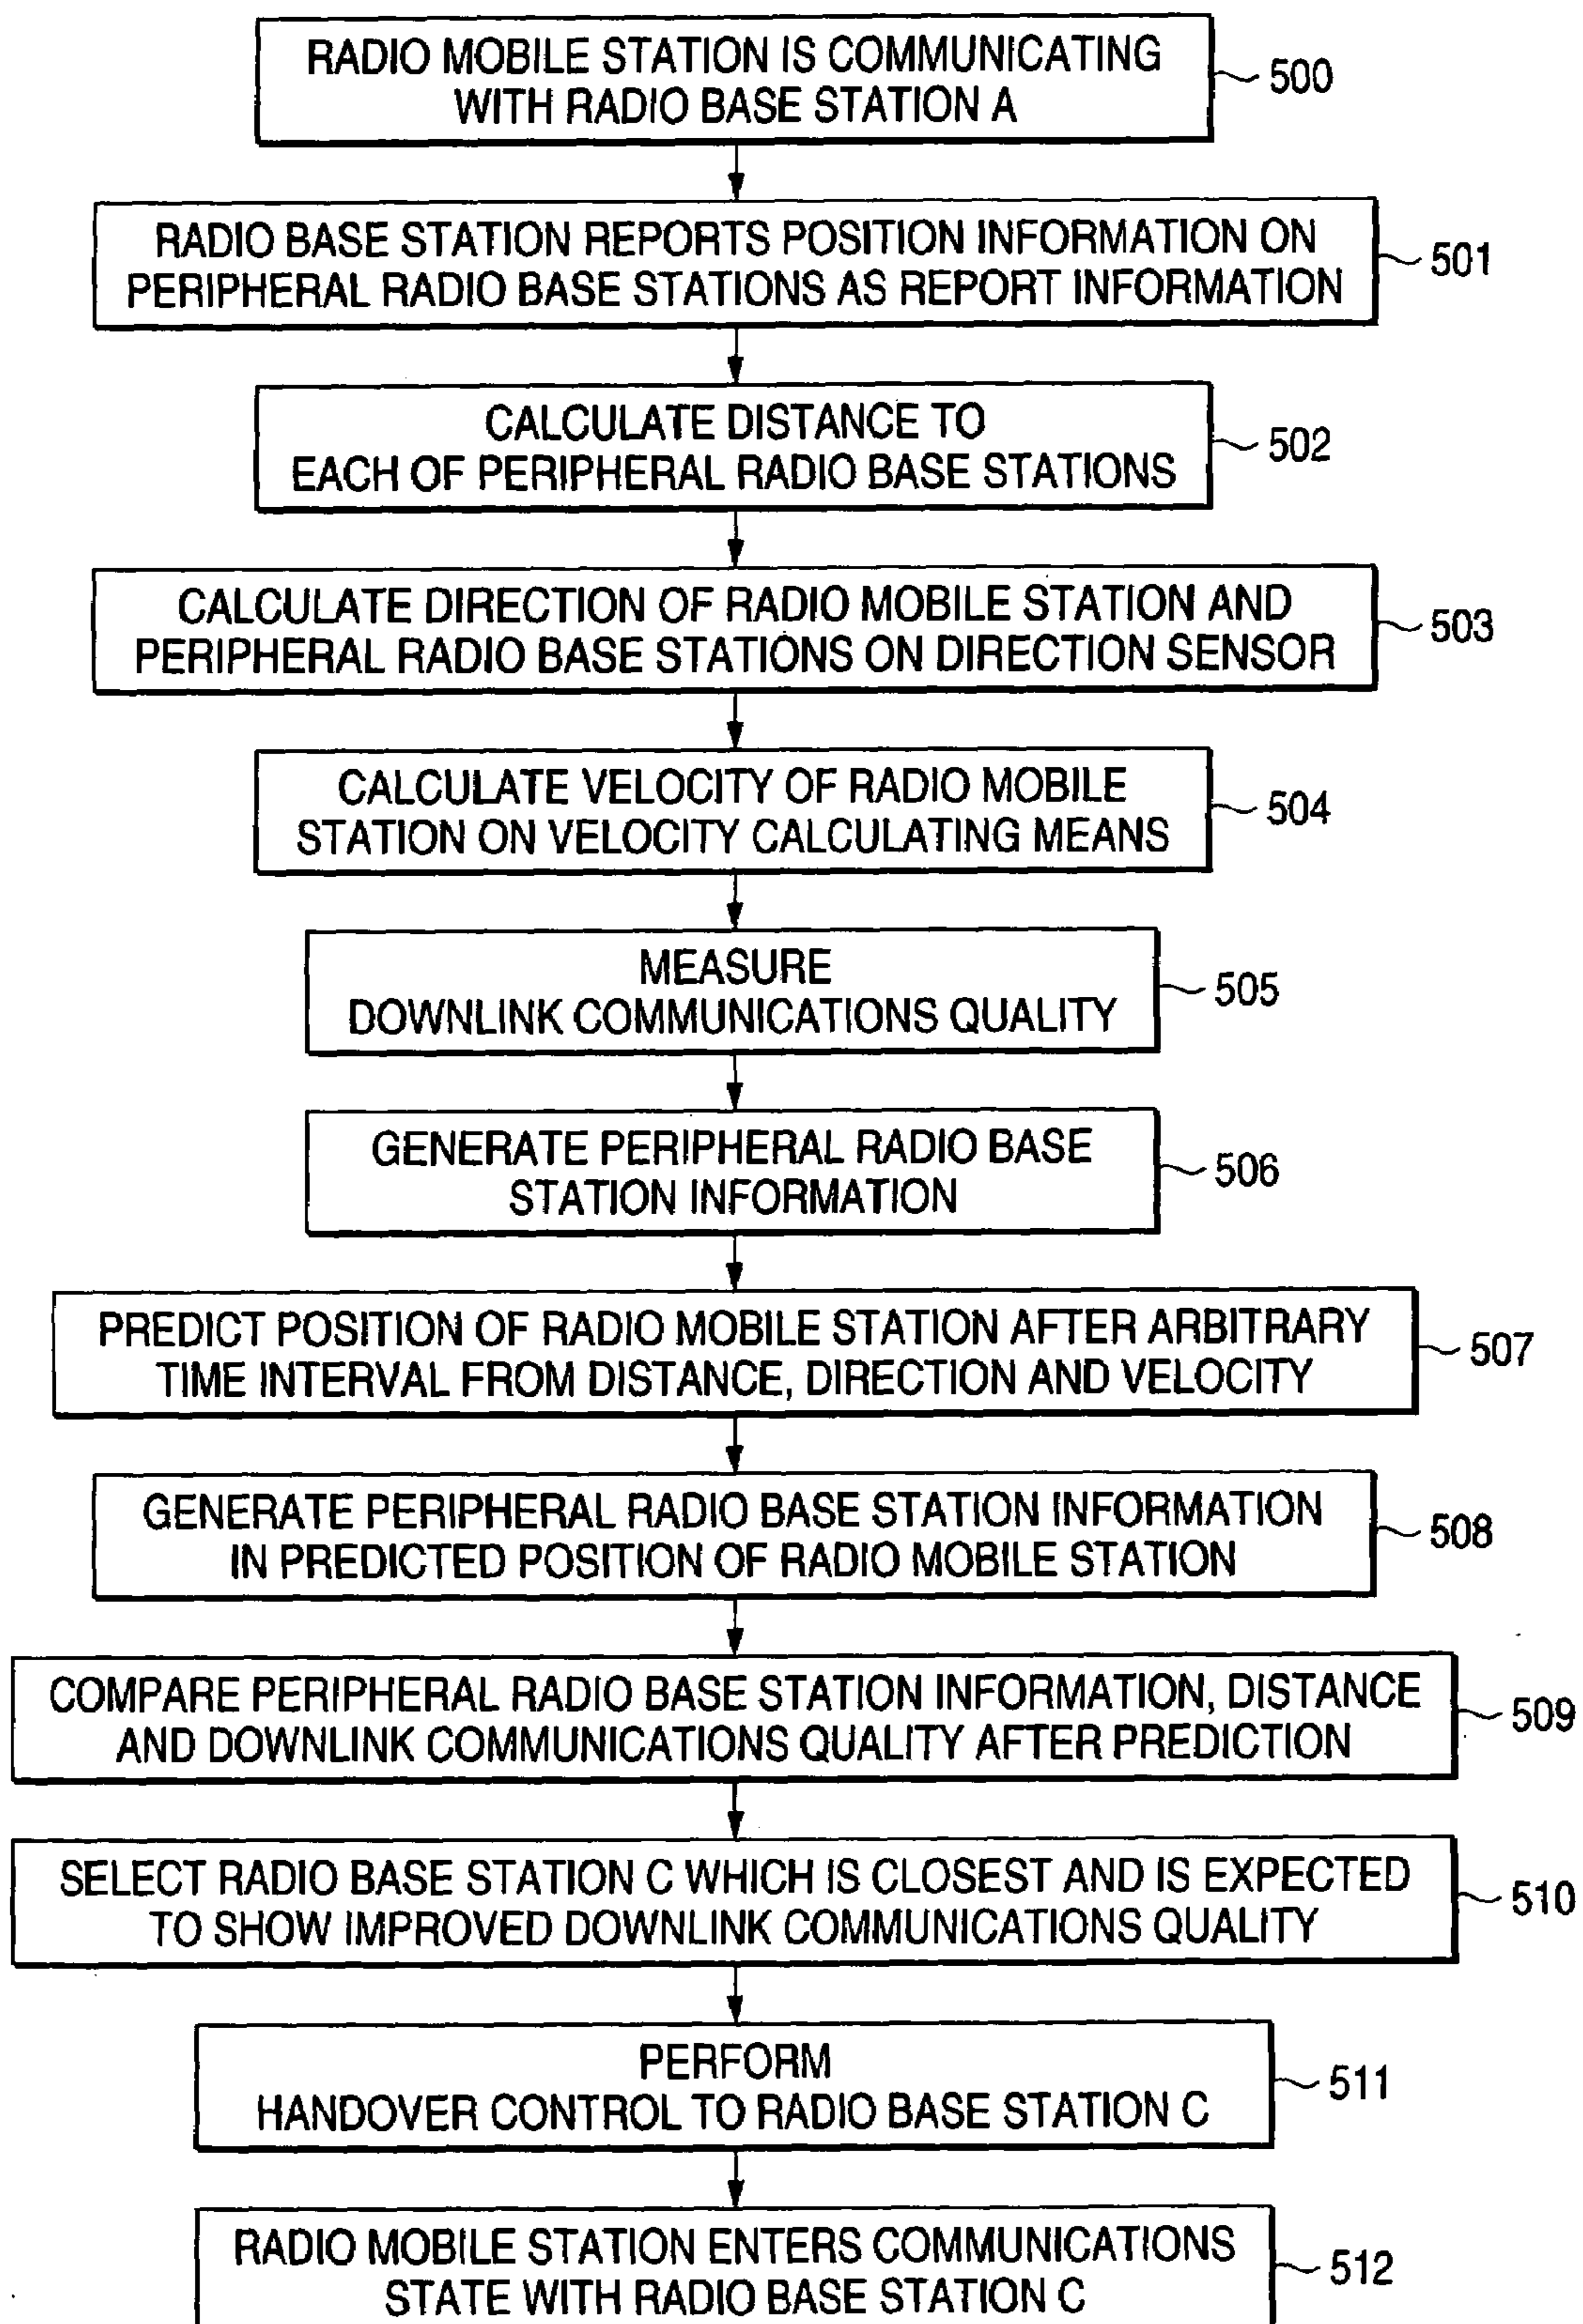 RADIO MOBILE STATION IS COMMUNICATING
WITH RADIO BASE STATION A
500
RADIO BASE STATION REPORTS POSITION INFORMATION ON
PERIPHERAL RADIO BASE STATIONS AS REPORT INFORMATION
501
CALCULATE DISTANCE TO
EACH OF PERIPHERAL RADIO BASE STATIONS
502
CALCULATE DIRECTION OF RADIO MOBILE STATION AND
PERIPHERAL RADIO BASE STATIONS ON DIRECTION SENSOR
503
CALCULATE VELOCITY OF RADIO MOBILE
STATION ON VELOCITY CALCULATING MEANS
504
MEASURE
DOWNLINK COMMUNICATIONS QUALITY
505
GENERATE PERIPHERAL RADIO BASE
STATION INFORMATION
506
PREDICT POSITION OF RADIO MOBILE STATION AFTER ARBITRARY
TIME INTERVAL FROM DISTANCE, DIRECTION AND VELOCITY
507
GENERATE PERIPHERAL RADIO BASE STATION INFORMATION
IN PREDICTED POSITION OF RADIO MOBILE STATION
508
COMPARE PERIPHERAL RADIO BASE STATION INFORMATION, DISTANCE
AND DOWNLINK COMMUNICATIONS QUALITY AFTER PREDICTION
509
SELECT RADIO BASE STATION C WHICH IS CLOSEST AND IS EXPECTED
TO SHOW IMPROVED DOWNLINK COMMUNICATIONS QUALITY
510
PERFORM
HANDOVER CONTROL TO RADIO BASE STATION C
511
RADIO MOBILE STATION ENTERS COMMUNICATIONS
STATE WITH RADIO BASE STATION C
512